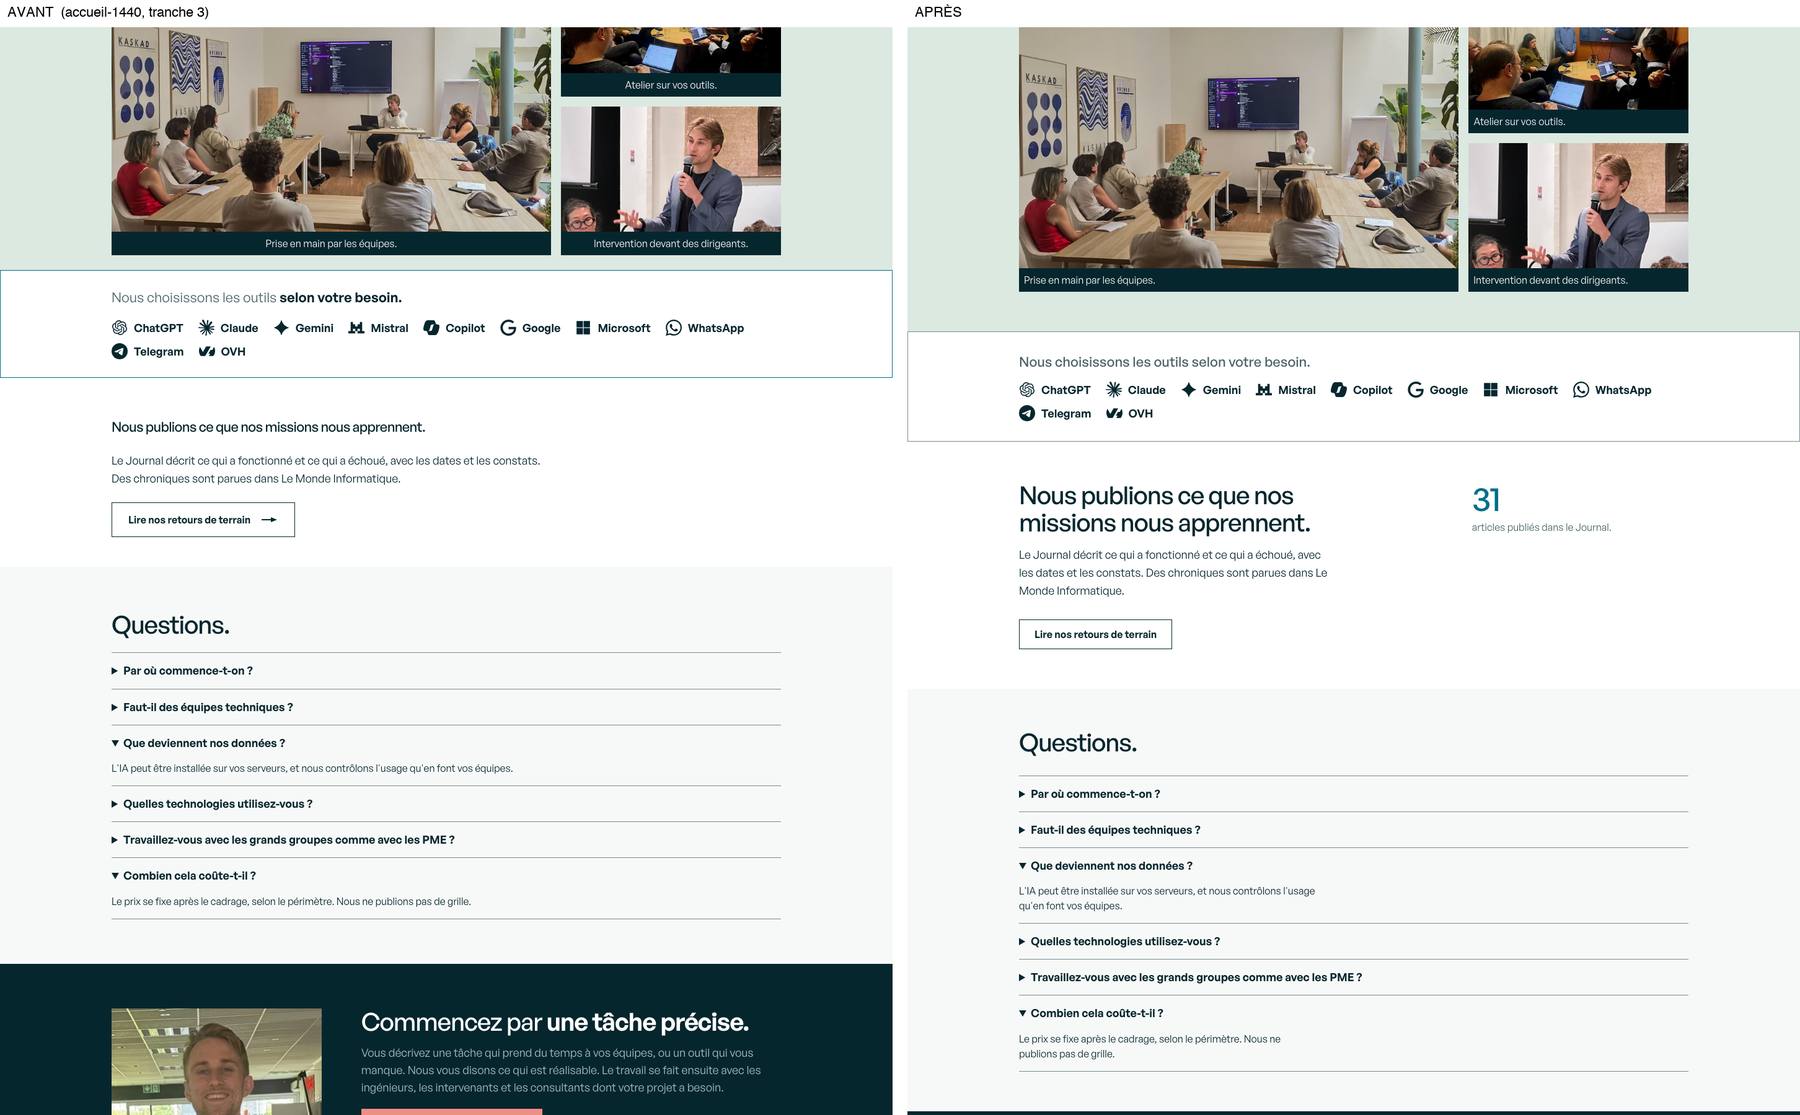 AVANT (accueil-1440, tranche 3)
KASKAD
Atelier sur vos outils.
Prise en main par les équipes.
Intervention devant des dirigeants.
Nous choisissons les outils selon votre besoin.
ChatGPT Claude Gemini Mistral Copilot Google Microsoft WhatsApp
Telegram OVH
Nous publions ce que nos missions nous apprennent.
Le Journal décrit ce qui a fonctionné et ce qui a échoué, avec les dates et les constats.
Des chroniques sont parues dans Le Monde Informatique.
Lire nos retours de terrain
Questions.
Par où commence-t-on ?
Faut-il des équipes techniques ?
Que deviennent nos données ?
L'IA peut être installée sur vos serveurs, et nous contrôlons l'usage qu'en font vos équipes.
Quelles technologies utilisez-vous ?
Travaillez-vous avec les grands groupes comme avec les PME ?
Combien cela coûte-t-il ?
Le prix se fixe après le cadrage, selon le périmètre. Nous ne publions pas de grille.
Commencez par une tâche précise.
Vous décrivez une tâche qui prend du temps à vos équipes, ou un outil qui vous
manque. Nous vous disons ce qui est réalisable. Le travail se fait ensuite avec les
ingénieurs, les intervenants et les consultants dont votre projet a besoin.
APRÈS
KASKAD
Atelier sur vos outils.
Prise en main par les équipes.
Intervention devant des dirigeants.
Nous choisissons les outils selon votre besoin.
ChatGPT Claude Gemini Mistral Copilot Google Microsoft WhatsApp
Telegram OVH
Nous publions ce que nos
missions nous apprennent.
Le Journal décrit ce qui a fonctionné et ce qui a échoué, avec
les dates et les constats. Des chroniques sont parues dans Le
Monde Informatique.
Lire nos retours de terrain
31
articles publiés dans le Journal.
Questions.
Par où commence-t-on ?
Faut-il des équipes techniques ?
Que deviennent nos données ?
L'IA peut être installée sur vos serveurs, et nous contrôlons l'usage
qu'en font vos équipes.
Quelles technologies utilisez-vous ?
Travaillez-vous avec les grands groupes comme avec les PME ?
Combien cela coûte-t-il ?
Le prix se fixe après le cadrage, selon le périmètre. Nous ne
publions pas de grille.